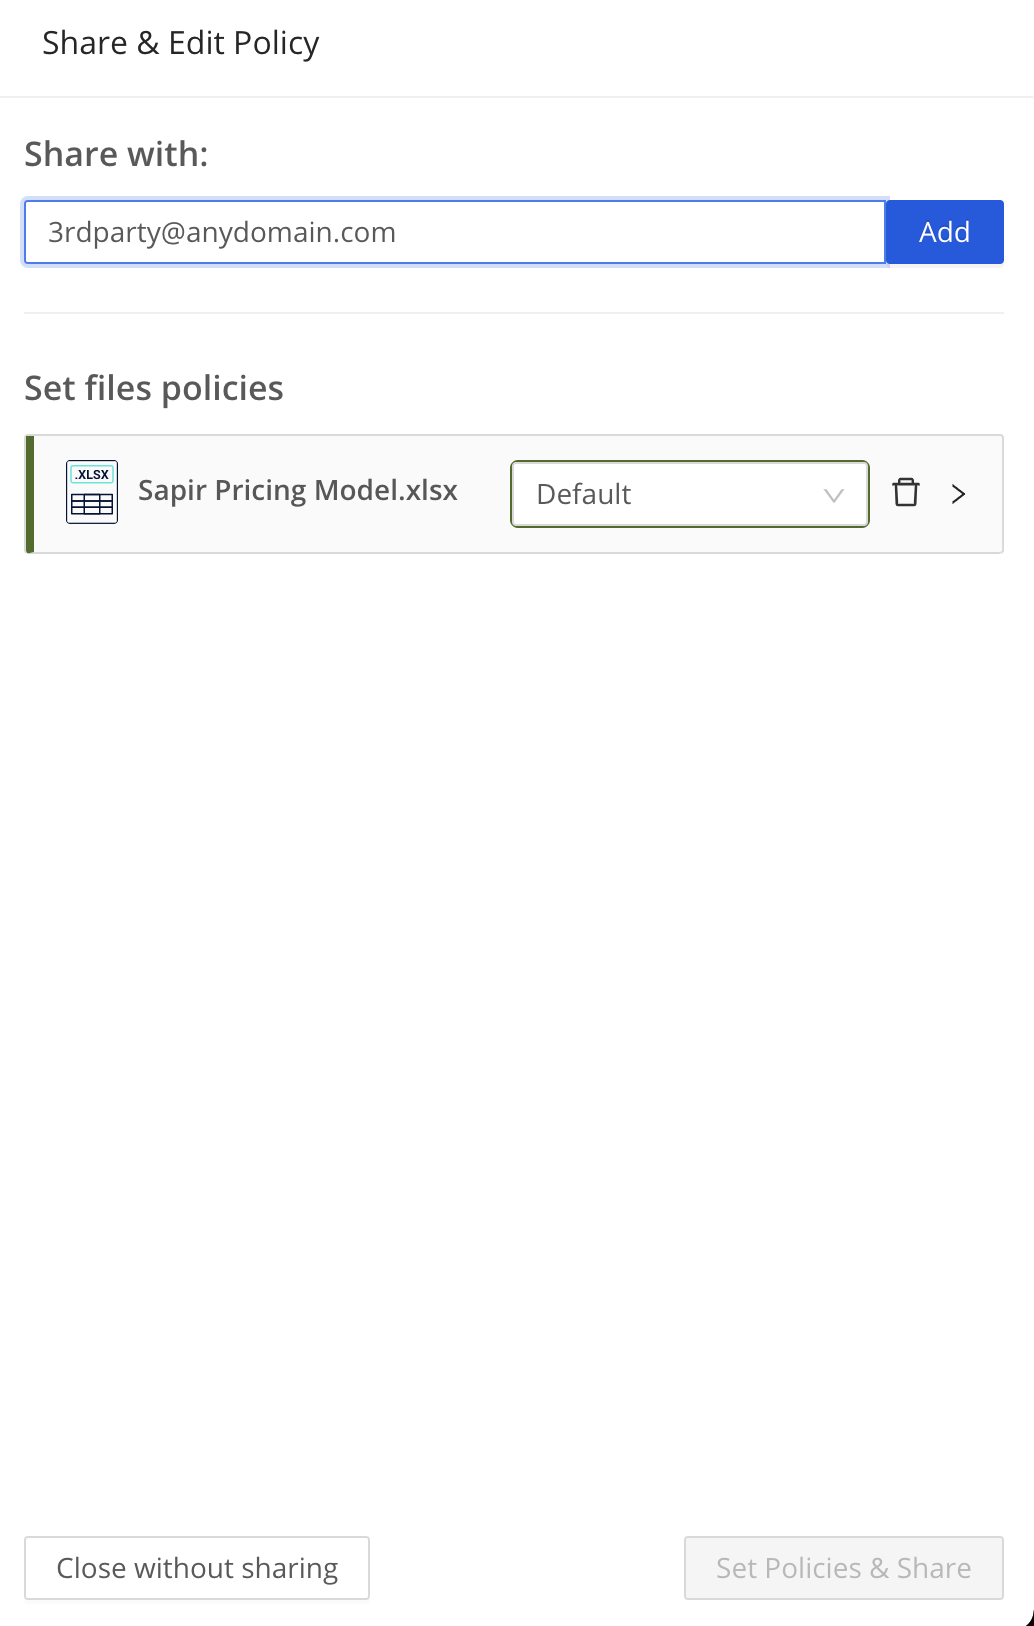 Share & Edit Policy
Share with:
3rdparty@anydomain.com
Add
Set files policies
.XLSX
Sapir Pricing Model.xlsx
Default
Close without sharing
Set Policies & Share